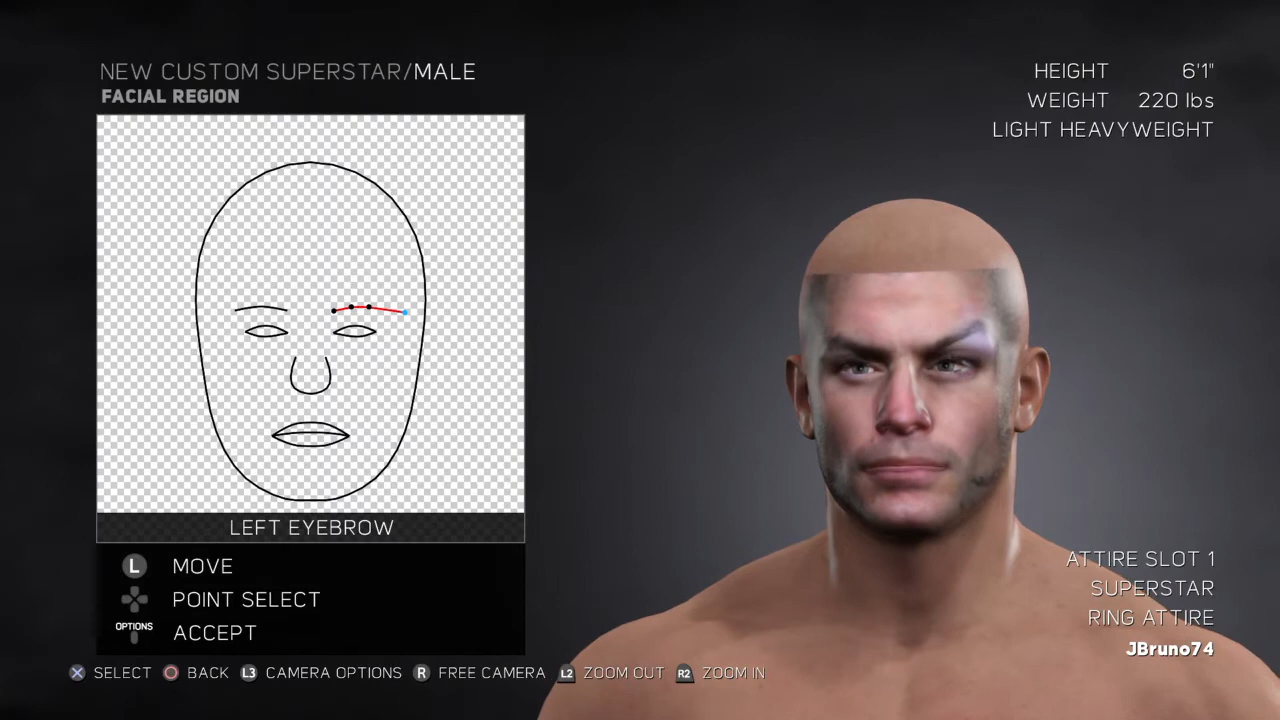 NEW CUSTOM SUPERSTAR/MALE
FACIAL REGION
HEIGHT 6'1"
WEIGHT 220 lbs
LIGHT HEAVYWEIGHT
LEFT EYEBROW
L MOVE
POINT SELECT
OPTIONS ACCEPT
ATTIRE SLOT 1
SUPERSTAR
RING ATTIRE
JBruno74
SELECT BACK L3 CAMERA OPTIONS R FREE CAMERA L2 ZOOM OUT R2 ZOOM IN